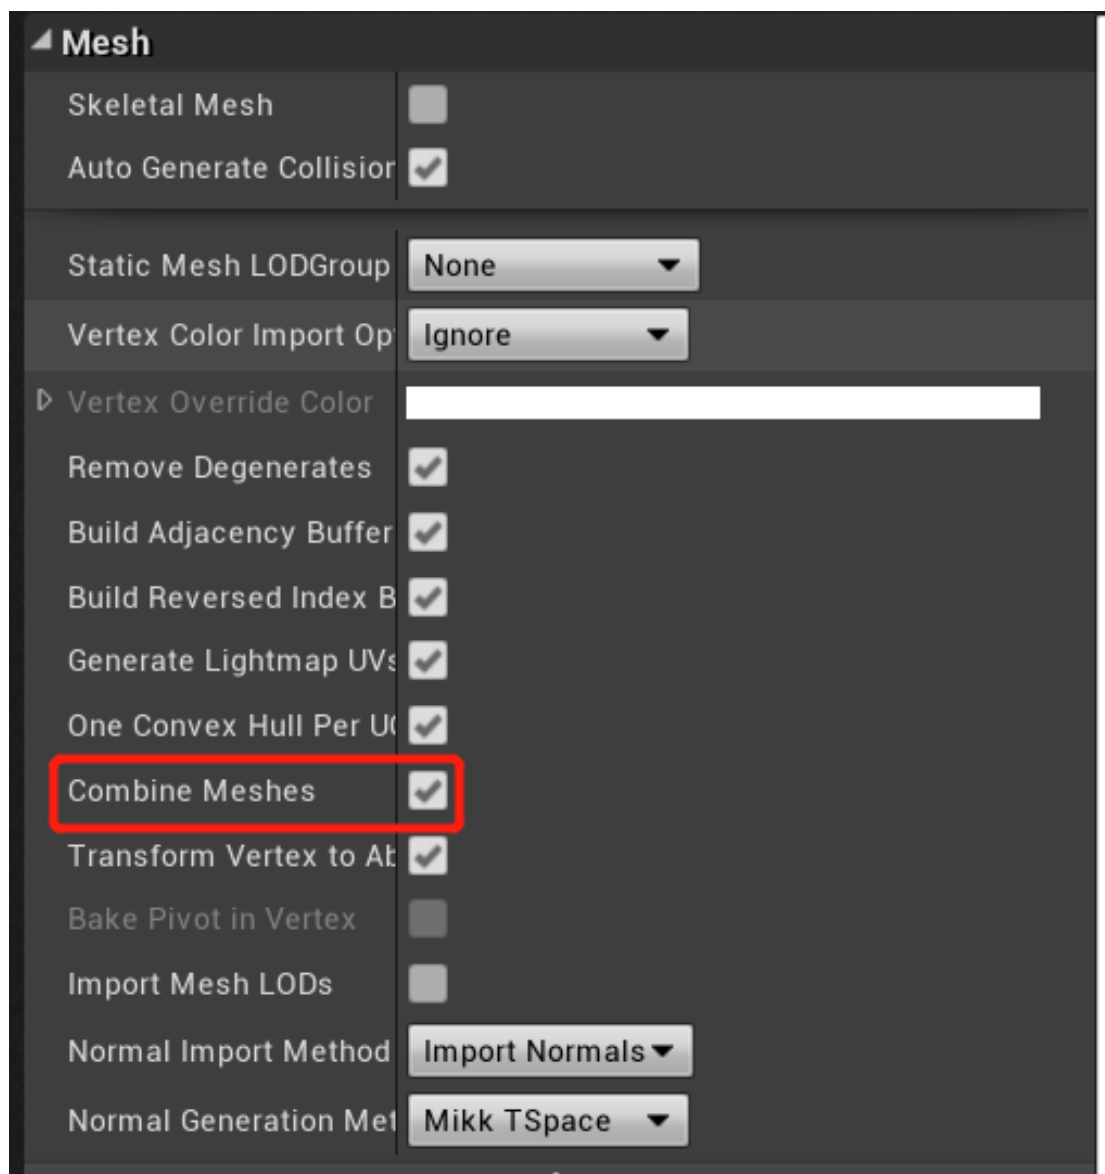 Mesh
Skeletal Mesh
Auto Generate Collision
Static Mesh LODGroup None
Vertex Color Import Op Ignore
Vertex Override Color
Remove Degenerates
Build Adjacency Buffer
Build Reversed Index B
Generate Lightmap UVs
One Convex Hull Per UC
Combine Meshes
Transform Vertex to Ab
Bake Pivot in Vertex
Import Mesh LODs
Normal Import Method Import Normals
Normal Generation Met Mikk TSpace